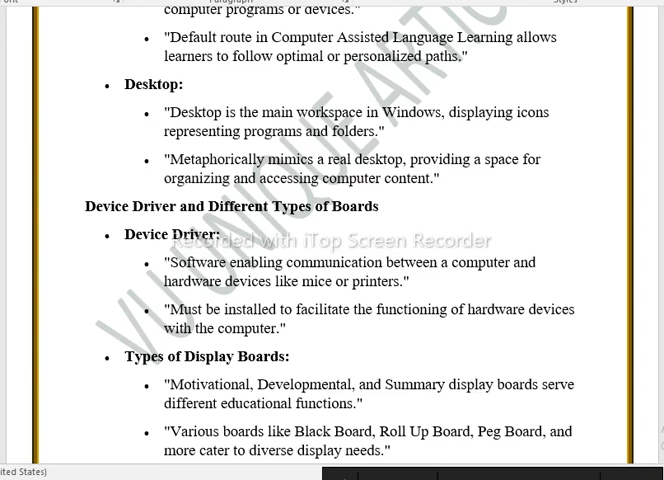 Paragraph
Styles
computer programs or devices."
• "Default route in Computer Assisted Language Learning allows
learners to follow optimal or personalized paths."
• Desktop:
• "Desktop is the main workspace in Windows, displaying icons
representing programs and folders."
• "Metaphorically mimics a real desktop, providing a space for
organizing and accessing computer content."
Device Driver and Different Types of Boards
• Device Driver:
Recorded with iTop Screen Recorder
• "Software enabling communication between a computer and
hardware devices like mice or printers."
• "Must be installed to facilitate the functioning of hardware devices
with the computer."
• Types of Display Boards:
• "Motivational, Developmental, and Summary display boards serve
different educational functions."
• "Various boards like Black Board, Roll Up Board, Peg Board, and
more cater to diverse display needs."
VU UNIQUE ARTIC
ited States)